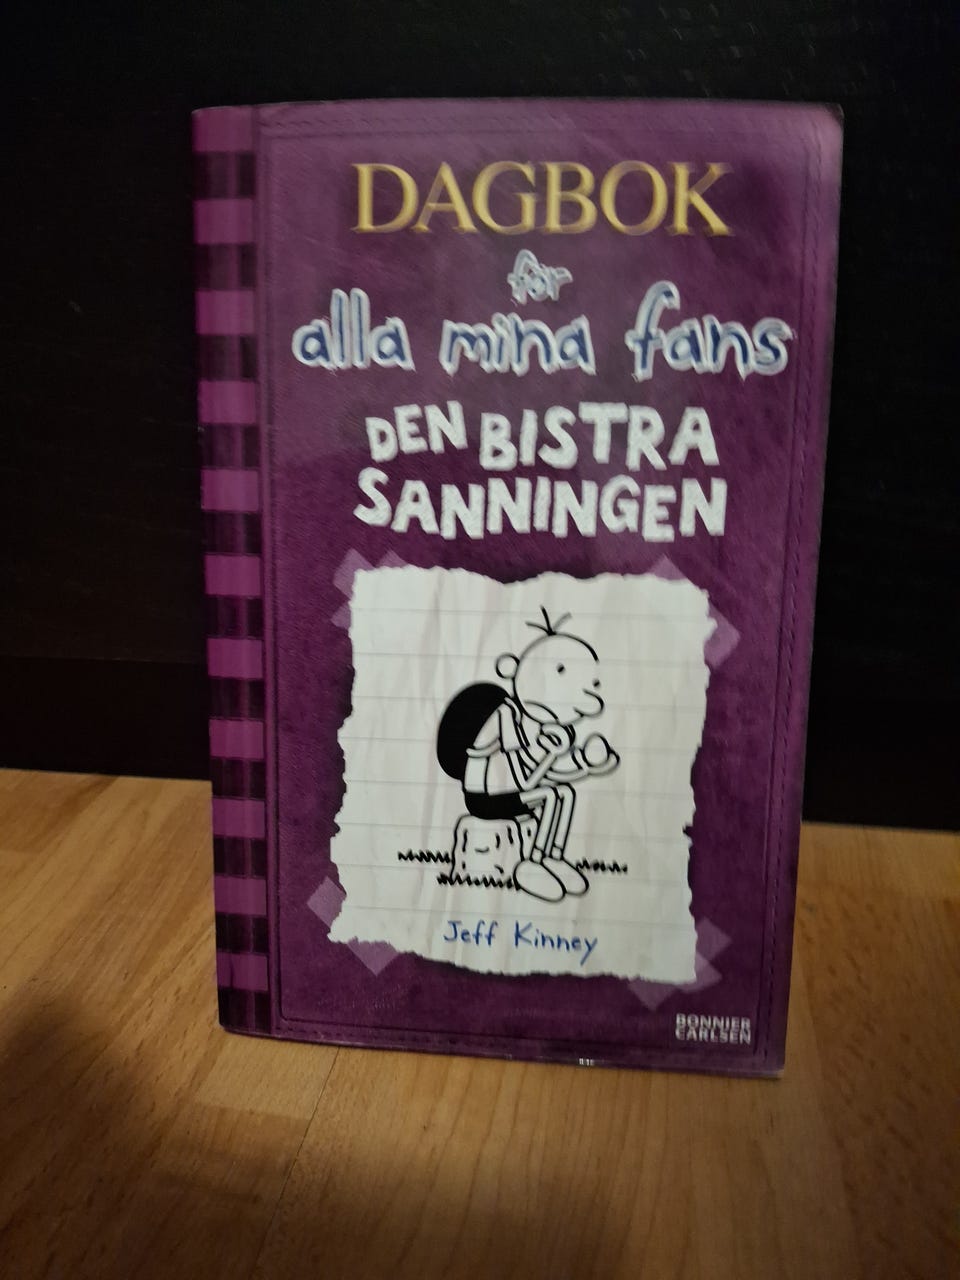 DAGBOK
för
alla mina fans
DEN BISTRA
SANNINGEN
Jeff Kinney
BONNIER
CARLSEN